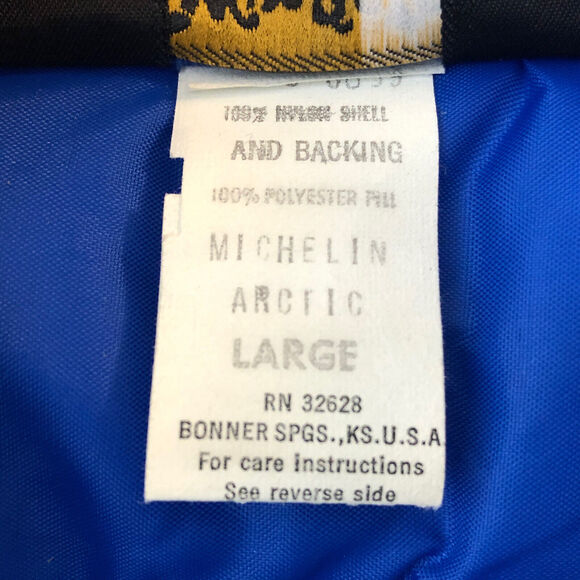 100% NYLON SHELL
AND BACKING
100% POLYESTER FILL
MICHELIN
ARCTIC
LARGE
RN 32628
BONNER SPGS.,KS.U.S.A
For care Instructions
See reverse side